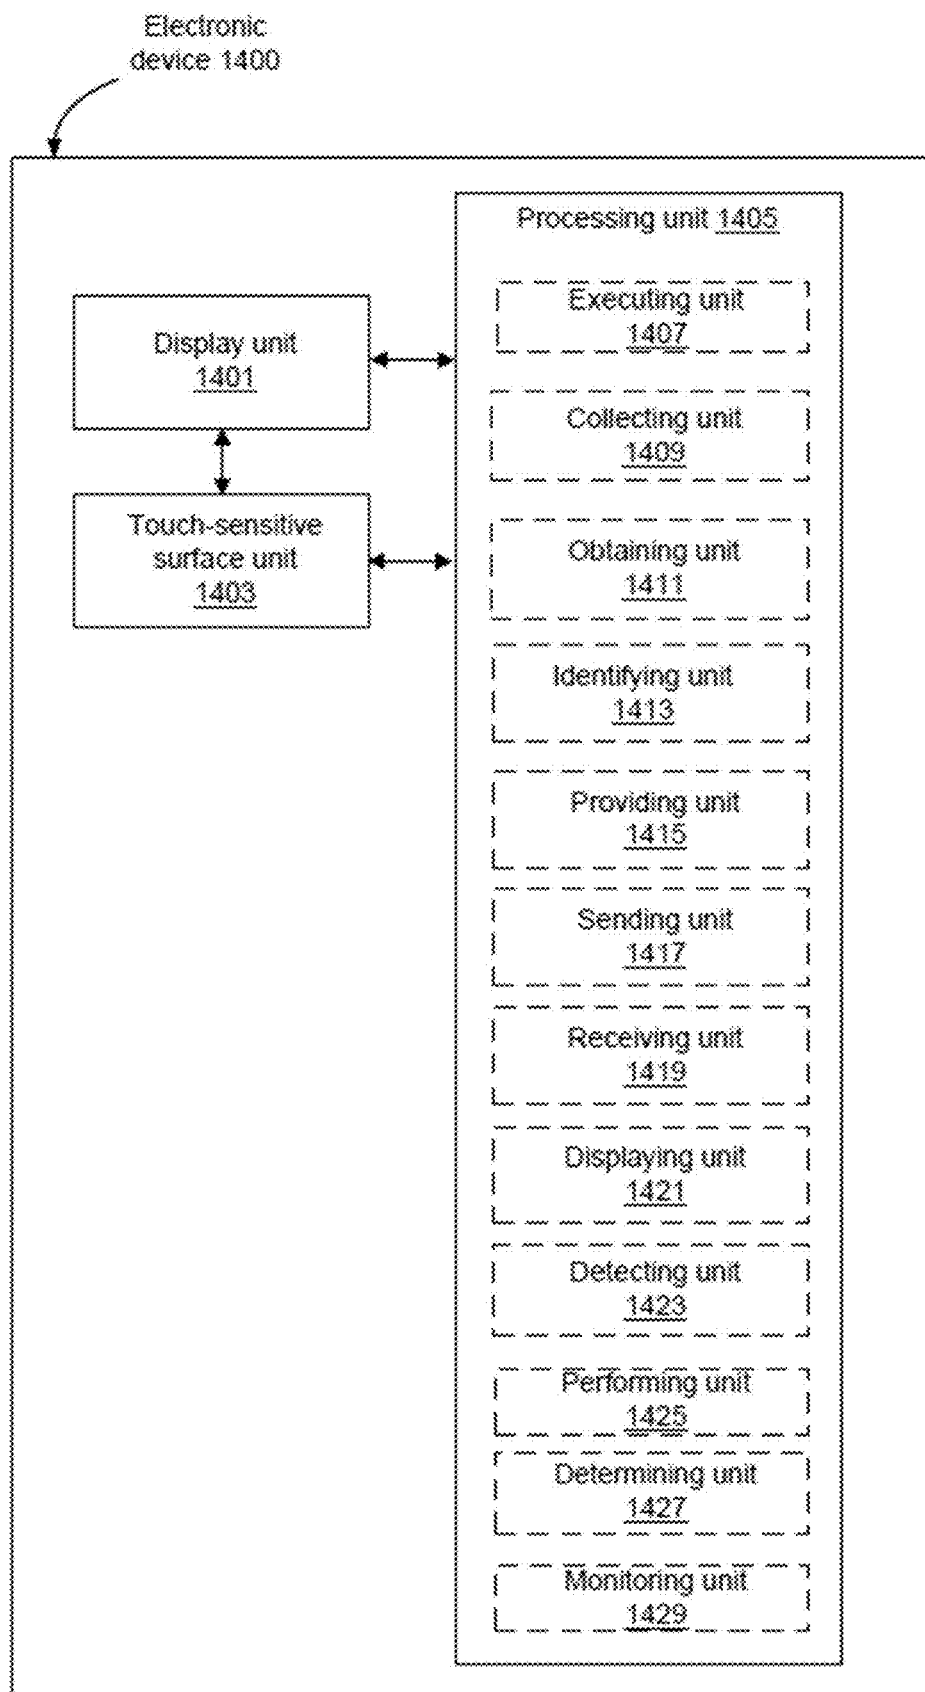 Electronic
device 1400
Processing unit 1405
Display unit
1401
Touch-sensitive
surface unit
1403
Executing unit
1407
Collecting unit
1409
Obtaining unit
1411
Identifying unit
1413
Providing unit
1415
Sending unit
1417
Receiving unit
1419
Displaying unit
1421
Detecting unit
1423
Performing unit
1425
Determining unit
1427
Monitoring unit
1429